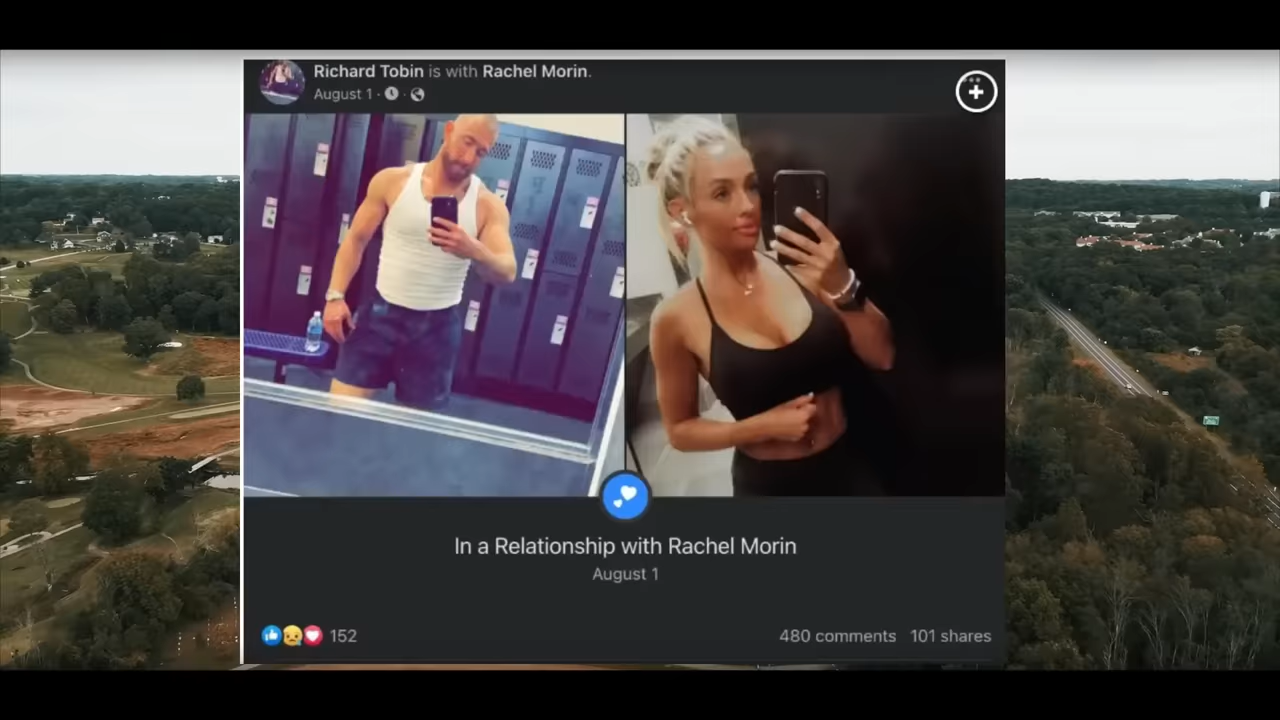 Richard Tobin is with Rachel Morin.
August 1 ·
In a Relationship with Rachel Morin
August 1
152
480 comments 101 shares